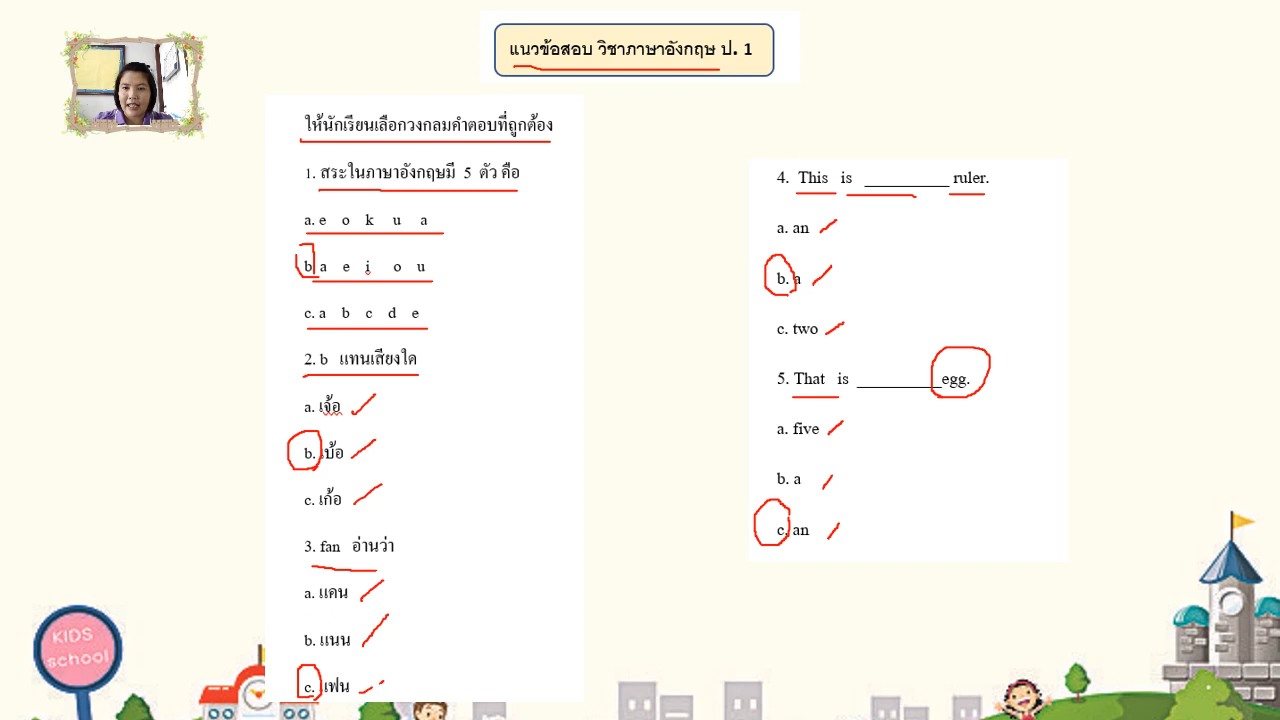 แนวข้อสอบ วิชาภาษาอังกฤษ ป. 1
ให้นักเรียนเลือกวงกลมคำตอบที่ถูกต้อง
1. สระในภาษาอังกฤษมี 5 ตัว คือ
a. e o k u a
b. a e i o u
c. a b c d e
2. b แทนเสียงใด
a. เจ้อ
b. เบ้อ
c. เก้อ
3. fan อ่านว่า
a. แคน
b. แนน
c. แฟน
4. This is __________ ruler.
a. an
b. a
c. two
5. That is __________egg.
a. five
b. a
c. an
KIDS
school